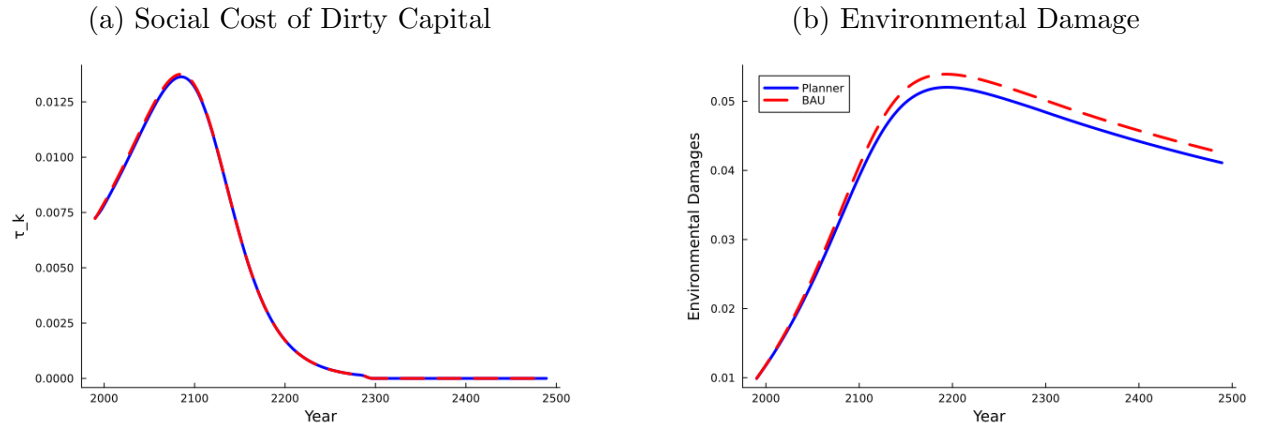 (a) Social Cost of Dirty Capital
τ_k
0.0125
0.0100
0.0075
0.0050
0.0025
0.0000
2000 2100 2200 2300 2400 2500
Year
(b) Environmental Damage
Environmental Damages
Planner
BAU
0.05
0.04
0.03
0.02
0.01
2000 2100 2200 2300 2400 2500
Year